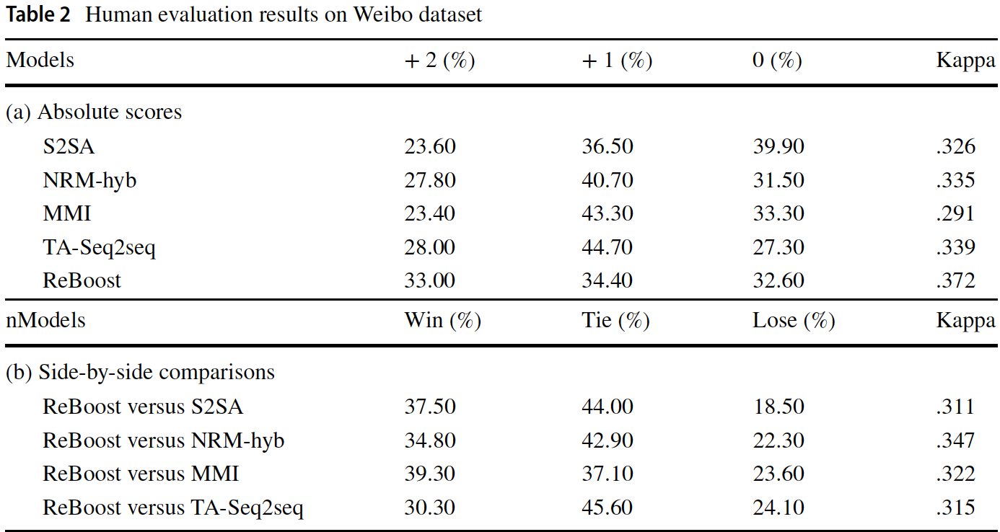 Table 2 Human evaluation results on Weibo dataset
Models + 2 (%) + 1 (%) 0 (%) Kappa
(a) Absolute scores
S2SA 23.60 36.50 39.90 .326
NRM-hyb 27.80 40.70 31.50 .335
MMI 23.40 43.30 33.30 .291
TA-Seq2seq 28.00 44.70 27.30 .339
ReBoost 33.00 34.40 32.60 .372
nModels Win (%) Tie (%) Lose (%) Kappa
(b) Side-by-side comparisons
ReBoost versus S2SA 37.50 44.00 18.50 .311
ReBoost versus NRM-hyb 34.80 42.90 22.30 .347
ReBoost versus MMI 39.30 37.10 23.60 .322
ReBoost versus TA-Seq2seq 30.30 45.60 24.10 .315